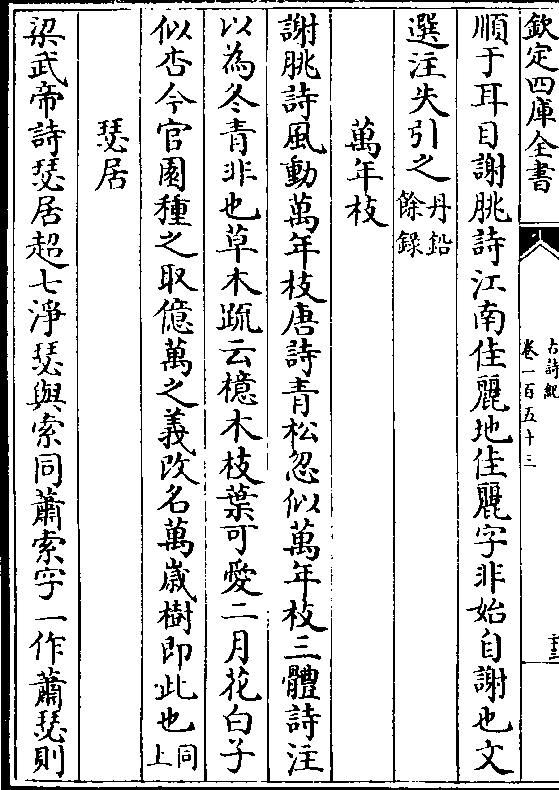 欽定四庫全書
古詩紀
卷一百五十三
順于耳目謝朓詩江南佳麗地佳麗字非始自謝也文
選注失引之丹鉛餘録
萬年枝
謝朓詩風動萬年枝唐詩青松忽似萬年枝三體詩注
以為冬青非也草木疏云檍木枝葉可愛二月花白子
似杏今官園種之取億萬之義改名萬歲樹即此也同上
瑟居
梁武帝詩瑟居超七淨瑟與索同蕭索字一作蕭瑟則